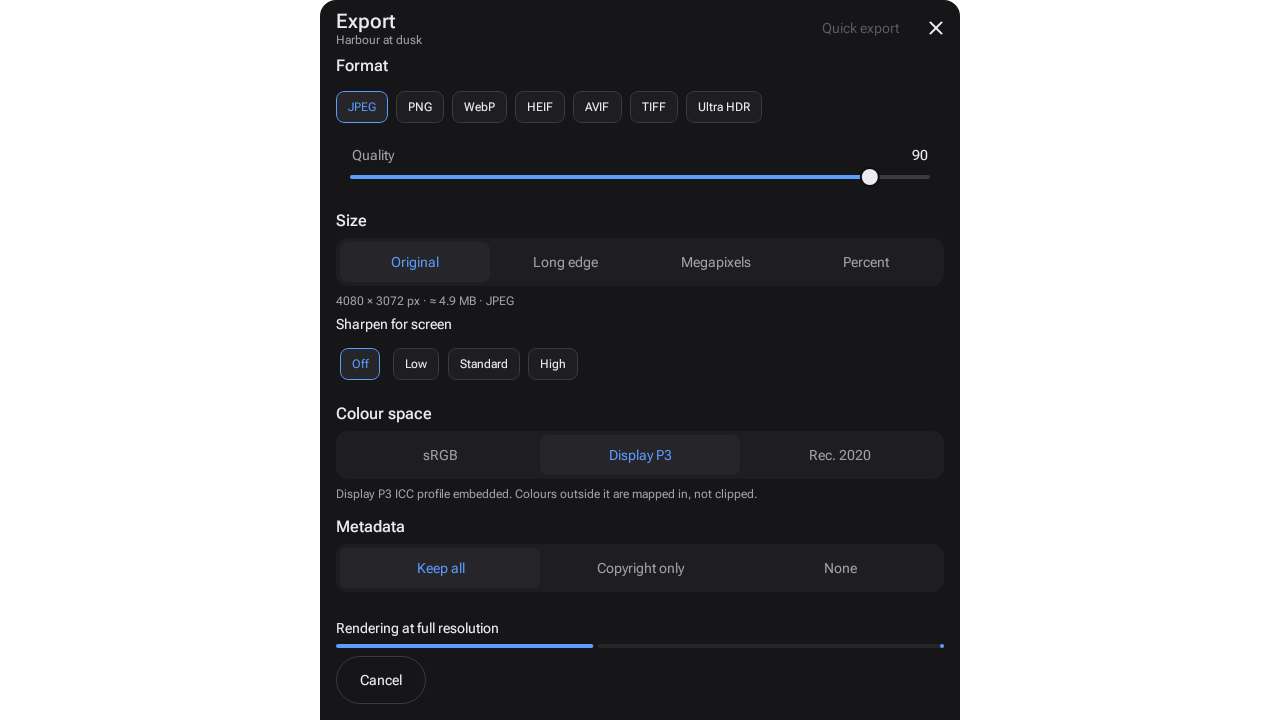 Export
Quick export
Harbour at dusk
Format
JPEG PNG WebP HEIF AVIF TIFF Ultra HDR
Quality 90
Size
Original Long edge Megapixels Percent
4080 × 3072 px · ≈ 4.9 MB · JPEG
Sharpen for screen
Off Low Standard High
Colour space
sRGB Display P3 Rec. 2020
Display P3 ICC profile embedded. Colours outside it are mapped in, not clipped.
Metadata
Keep all Copyright only None
Rendering at full resolution
Cancel